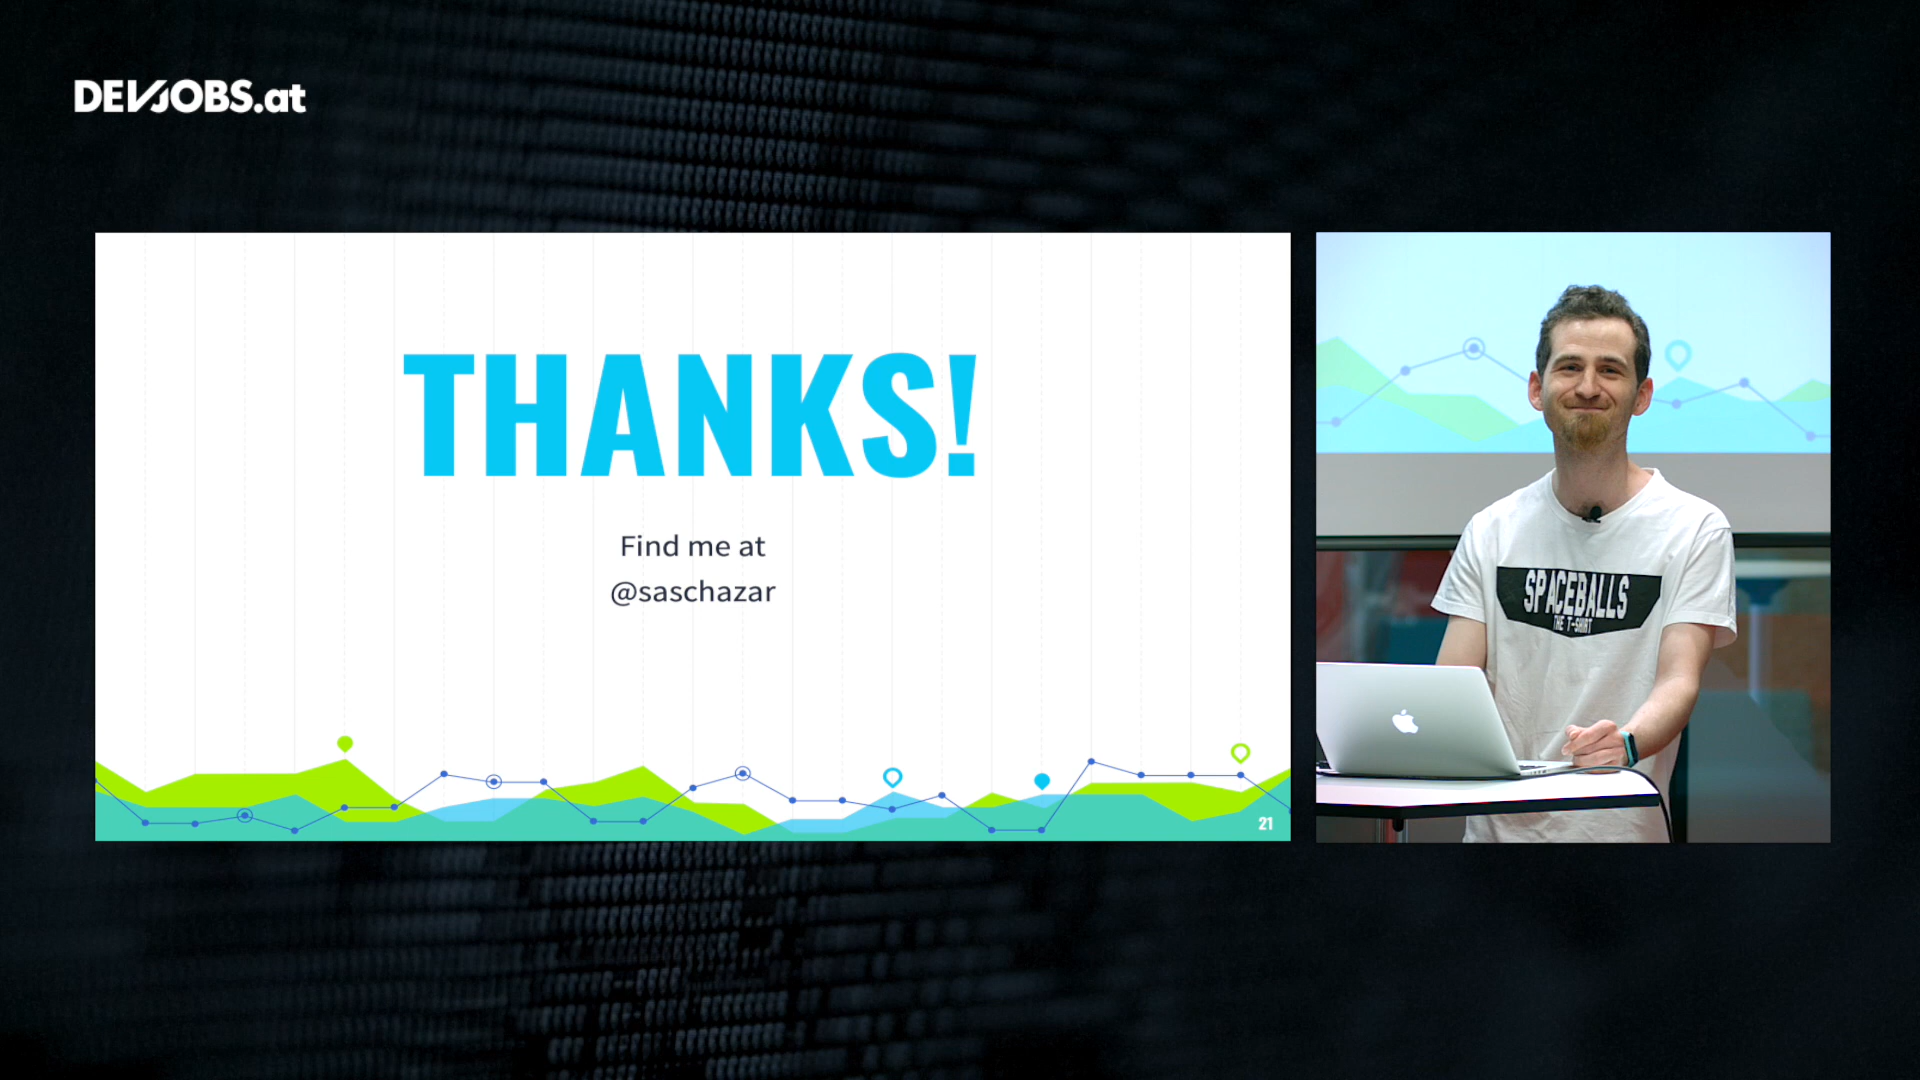 DEVJOBS.at
THANKS!
Find me at
@saschazar
21
SPACEBALLS
THE T-SHIRT